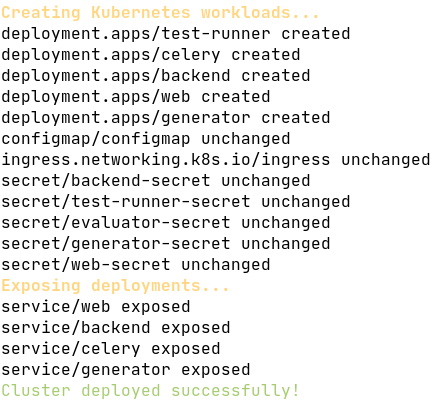 Creating Kubernetes workloads...
deployment.apps/test-runner created
deployment.apps/celery created
deployment.apps/backend created
deployment.apps/web created
deployment.apps/generator created
configmap/configmap unchanged
ingress.networking.k8s.io/ingress unchanged
secret/backend-secret unchanged
secret/test-runner-secret unchanged
secret/evaluator-secret unchanged
secret/generator-secret unchanged
secret/web-secret unchanged
Exposing deployments...
service/web exposed
service/backend exposed
service/celery exposed
service/generator exposed
Cluster deployed successfully!